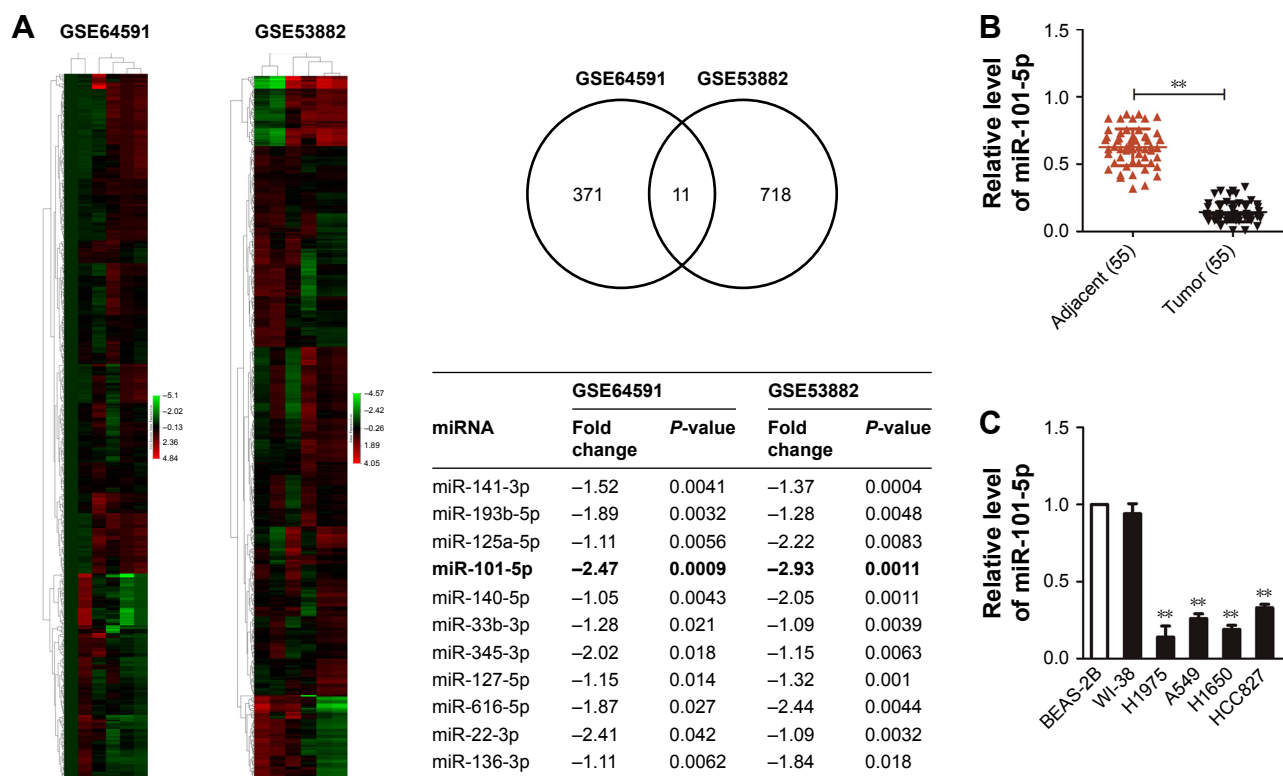 A
GSE64591
GSE53882
–5.1
–2.02
–0.13
2.36
4.84
–4.57
–2.42
–0.26
1.89
4.05
GSE64591 GSE53882
371 11 718
GSE64591 GSE53882
miRNA Fold change P-value Fold change P-value
miR-141-3p –1.52 0.0041 –1.37 0.0004
miR-193b-5p –1.89 0.0032 –1.28 0.0048
miR-125a-5p –1.11 0.0056 –2.22 0.0083
miR-101-5p –2.47 0.0009 –2.93 0.0011
miR-140-5p –1.05 0.0043 –2.05 0.0011
miR-33b-3p –1.28 0.021 –1.09 0.0039
miR-345-3p –2.02 0.018 –1.15 0.0063
miR-127-5p –1.15 0.014 –1.32 0.001
miR-616-5p –1.87 0.027 –2.44 0.0044
miR-22-3p –2.41 0.042 –1.09 0.0032
miR-136-3p –1.11 0.0062 –1.84 0.018
B
Relative level
of miR-101-5p
1.5
1.0
0.5
0.0
**
Adjacent (55)
Tumor (55)
C
Relative level
of miR-101-5p
1.5
1.0
0.5
0.0
** ** ** **
BEAS-2B
WI-38
H1975
A549
H1650
HCC827